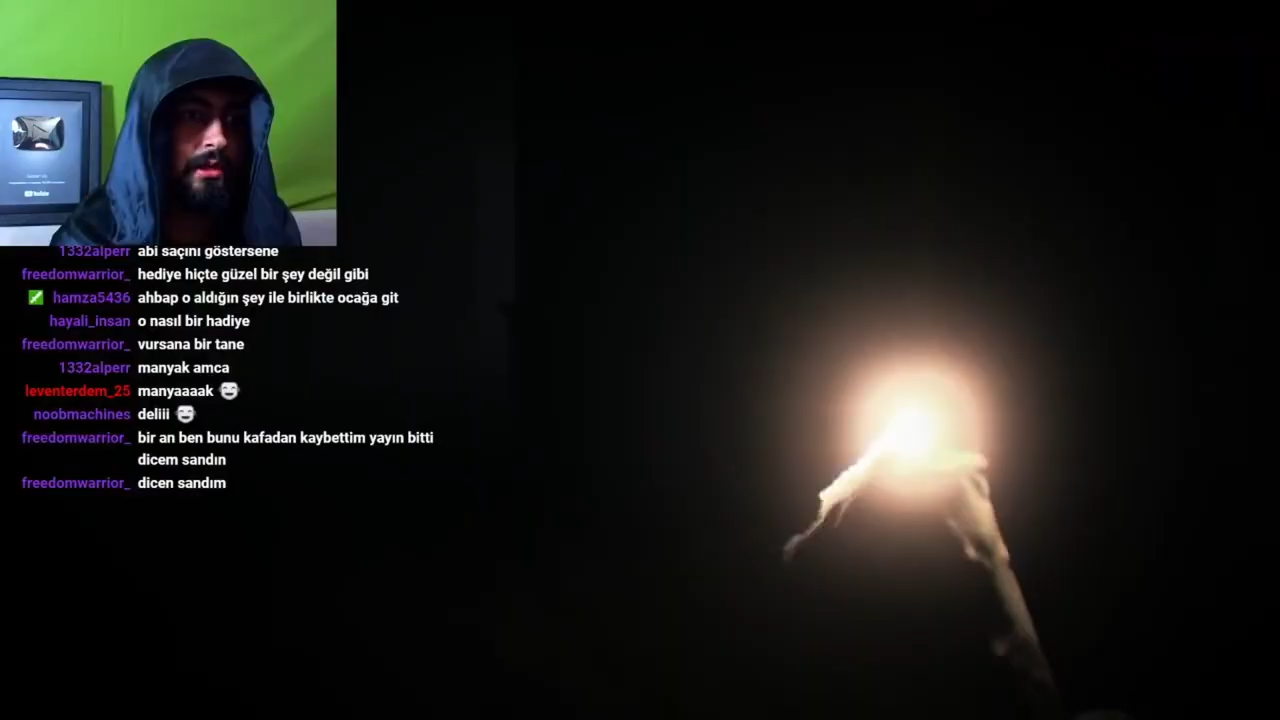 YouTube
1332alperr abi saçını göstersene
freedomwarrior_ hediye hiçte güzel bir şey değil gibi
hamza5436 ahbap o aldığın şey ile birlikte ocağa git
hayali_insan o nasıl bir hadiye
freedomwarrior_ vursana bir tane
1332alperr manyak amca
leventerdem_25 manyaaaak
noobmachines deliii
freedomwarrior_ bir an ben bunu kafadan kaybettim yayın bitti
dicem sandın
freedomwarrior_ dicen sandım